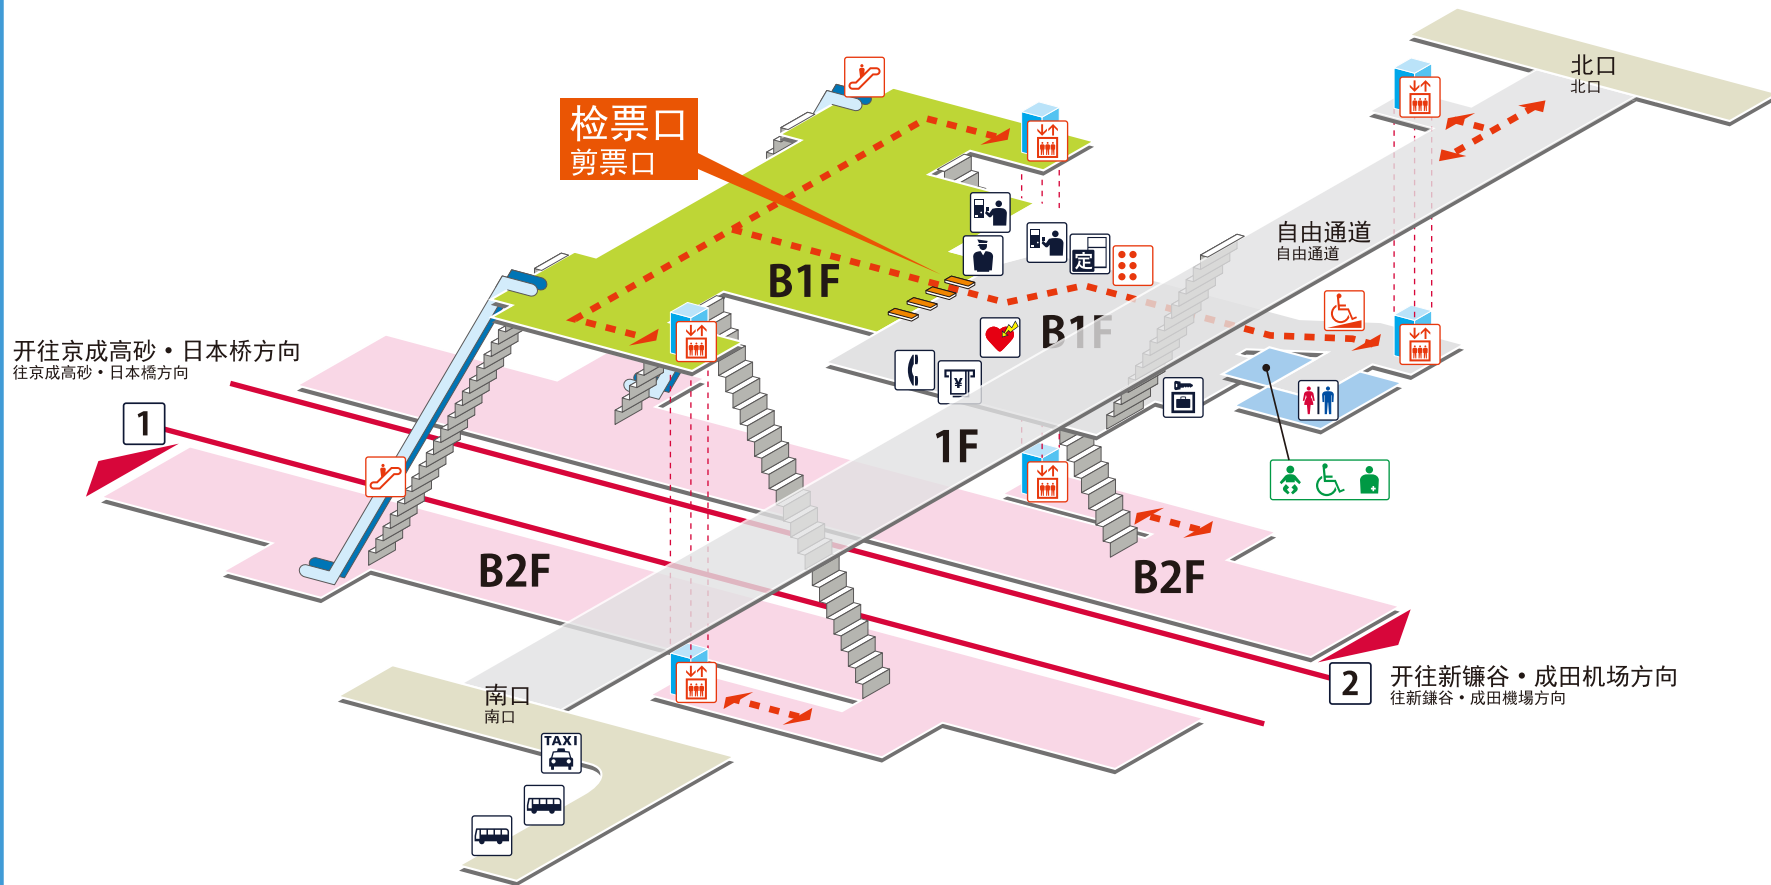 北口
北口
检票口
剪票口
自由通道
自由通道
定
B1F
B1F
开往京成高砂・日本桥方向
往京成高砂・日本橋方向
1
¥
1F
B2F
B2F
2
开往新镰谷・成田机场方向
往新鎌谷・成田機場方向
南口
南口
TAXI